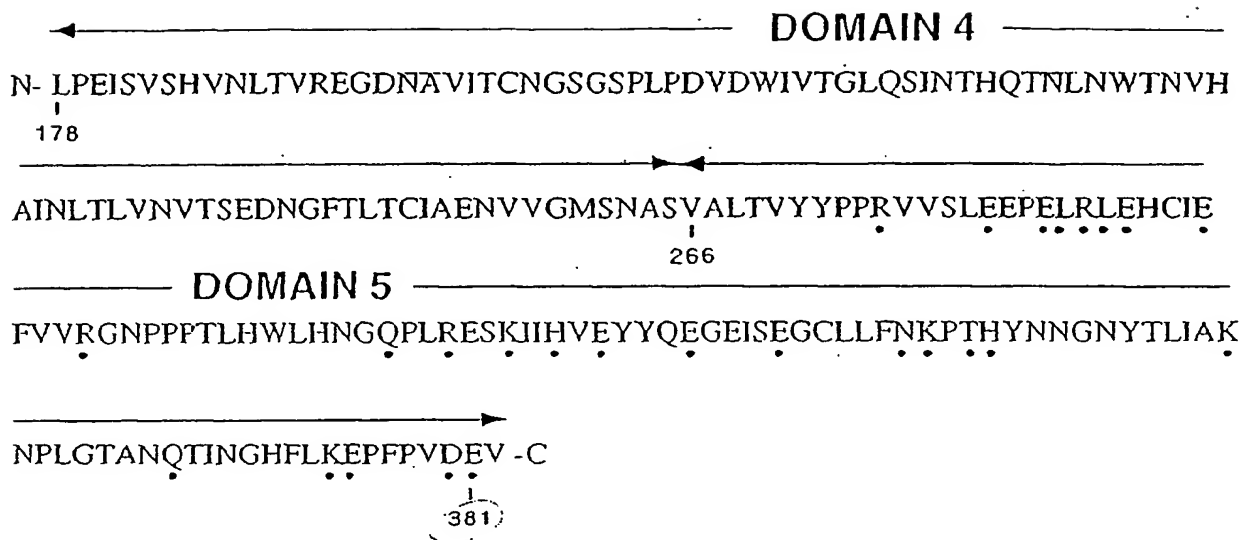 DOMAIN 4
N- LPEISVSHVNLTVREGDNAVITCNGSGSPLPDVDWIVTGLQSINTHQTNLNWTNVH
178
AINLTLVNVTSEDNGFTLTCIAENVVGMSNASVALTVYYPPRVVSLEEPELRLEHCIE
266
DOMAIN 5
FVVRGNPPPTLHWLHNGQPLRESKIIHVEYYQEGEISEGCLLFNKPTHYNNGNYTLIAK
NPLGTANQTINGHFLKEPFPVDEV -C
381